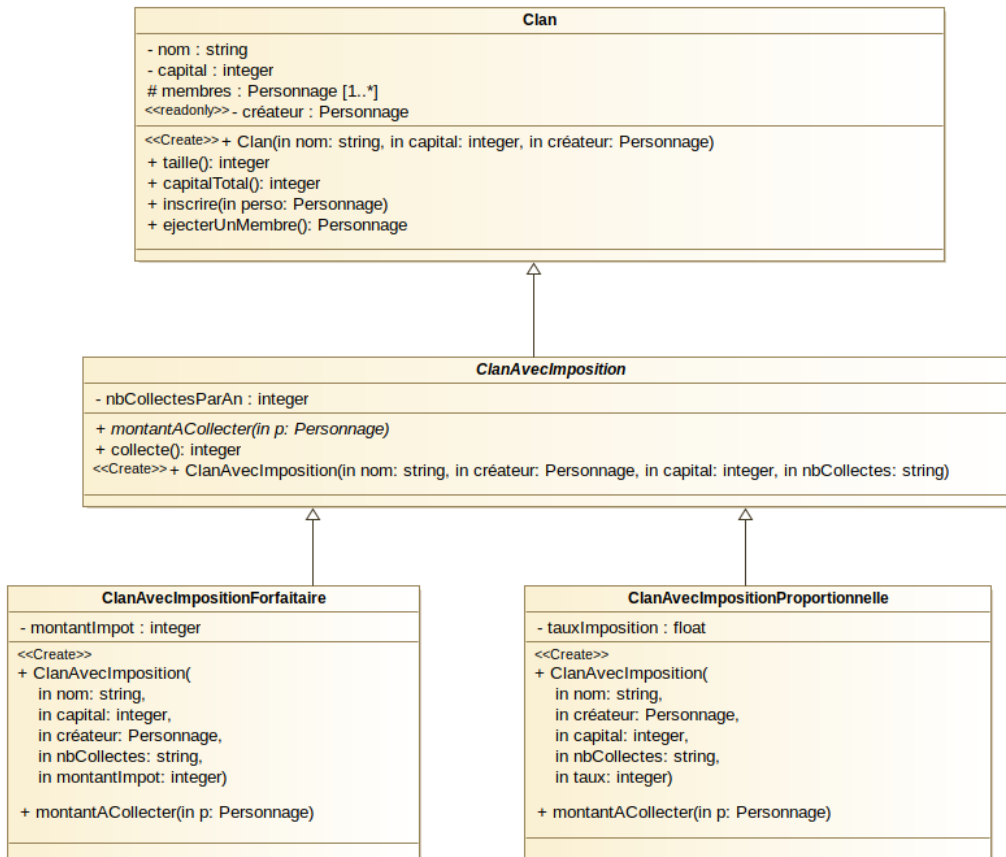 Clan
- nom : string
- capital : integer
# membres : Personnage [1..*]
<<readonly>> - créateur : Personnage
<<Create>> + Clan(in nom: string, in capital: integer, in créateur: Personnage)
+ taille(): integer
+ capitalTotal(): integer
+ inscrire(in perso: Personnage)
+ ejecterUnMembre(): Personnage
ClanAvecImposition
- nbCollectesParAn : integer
+ montantACollecter(in p: Personnage)
+ collecte(): integer
<<Create>> + ClanAvecImposition(in nom: string, in créateur: Personnage, in capital: integer, in nbCollectes: string)
ClanAvecImpositionForfaitaire
- montantImpot : integer
<<Create>>
+ ClanAvecImposition(
in nom: string,
in capital: integer,
in créateur: Personnage,
in nbCollectes: string,
in montantImpot: integer)
+ montantACollecter(in p: Personnage)
ClanAvecImpositionProportionnelle
- tauxImposition : float
<<Create>>
+ ClanAvecImposition(
in nom: string,
in créateur: Personnage,
in capital: integer,
in nbCollectes: string,
in taux: integer)
+ montantACollecter(in p: Personnage)